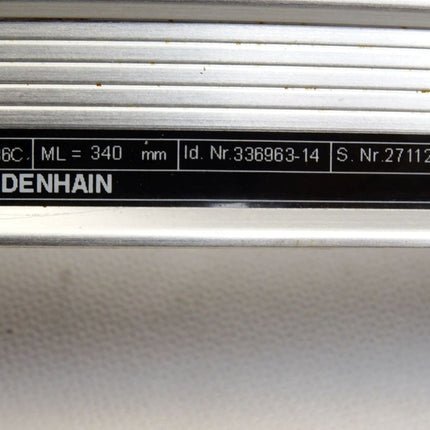 6C. ML = 340 mm Id. Nr.336963-14 S. Nr.27112
DENHAIN